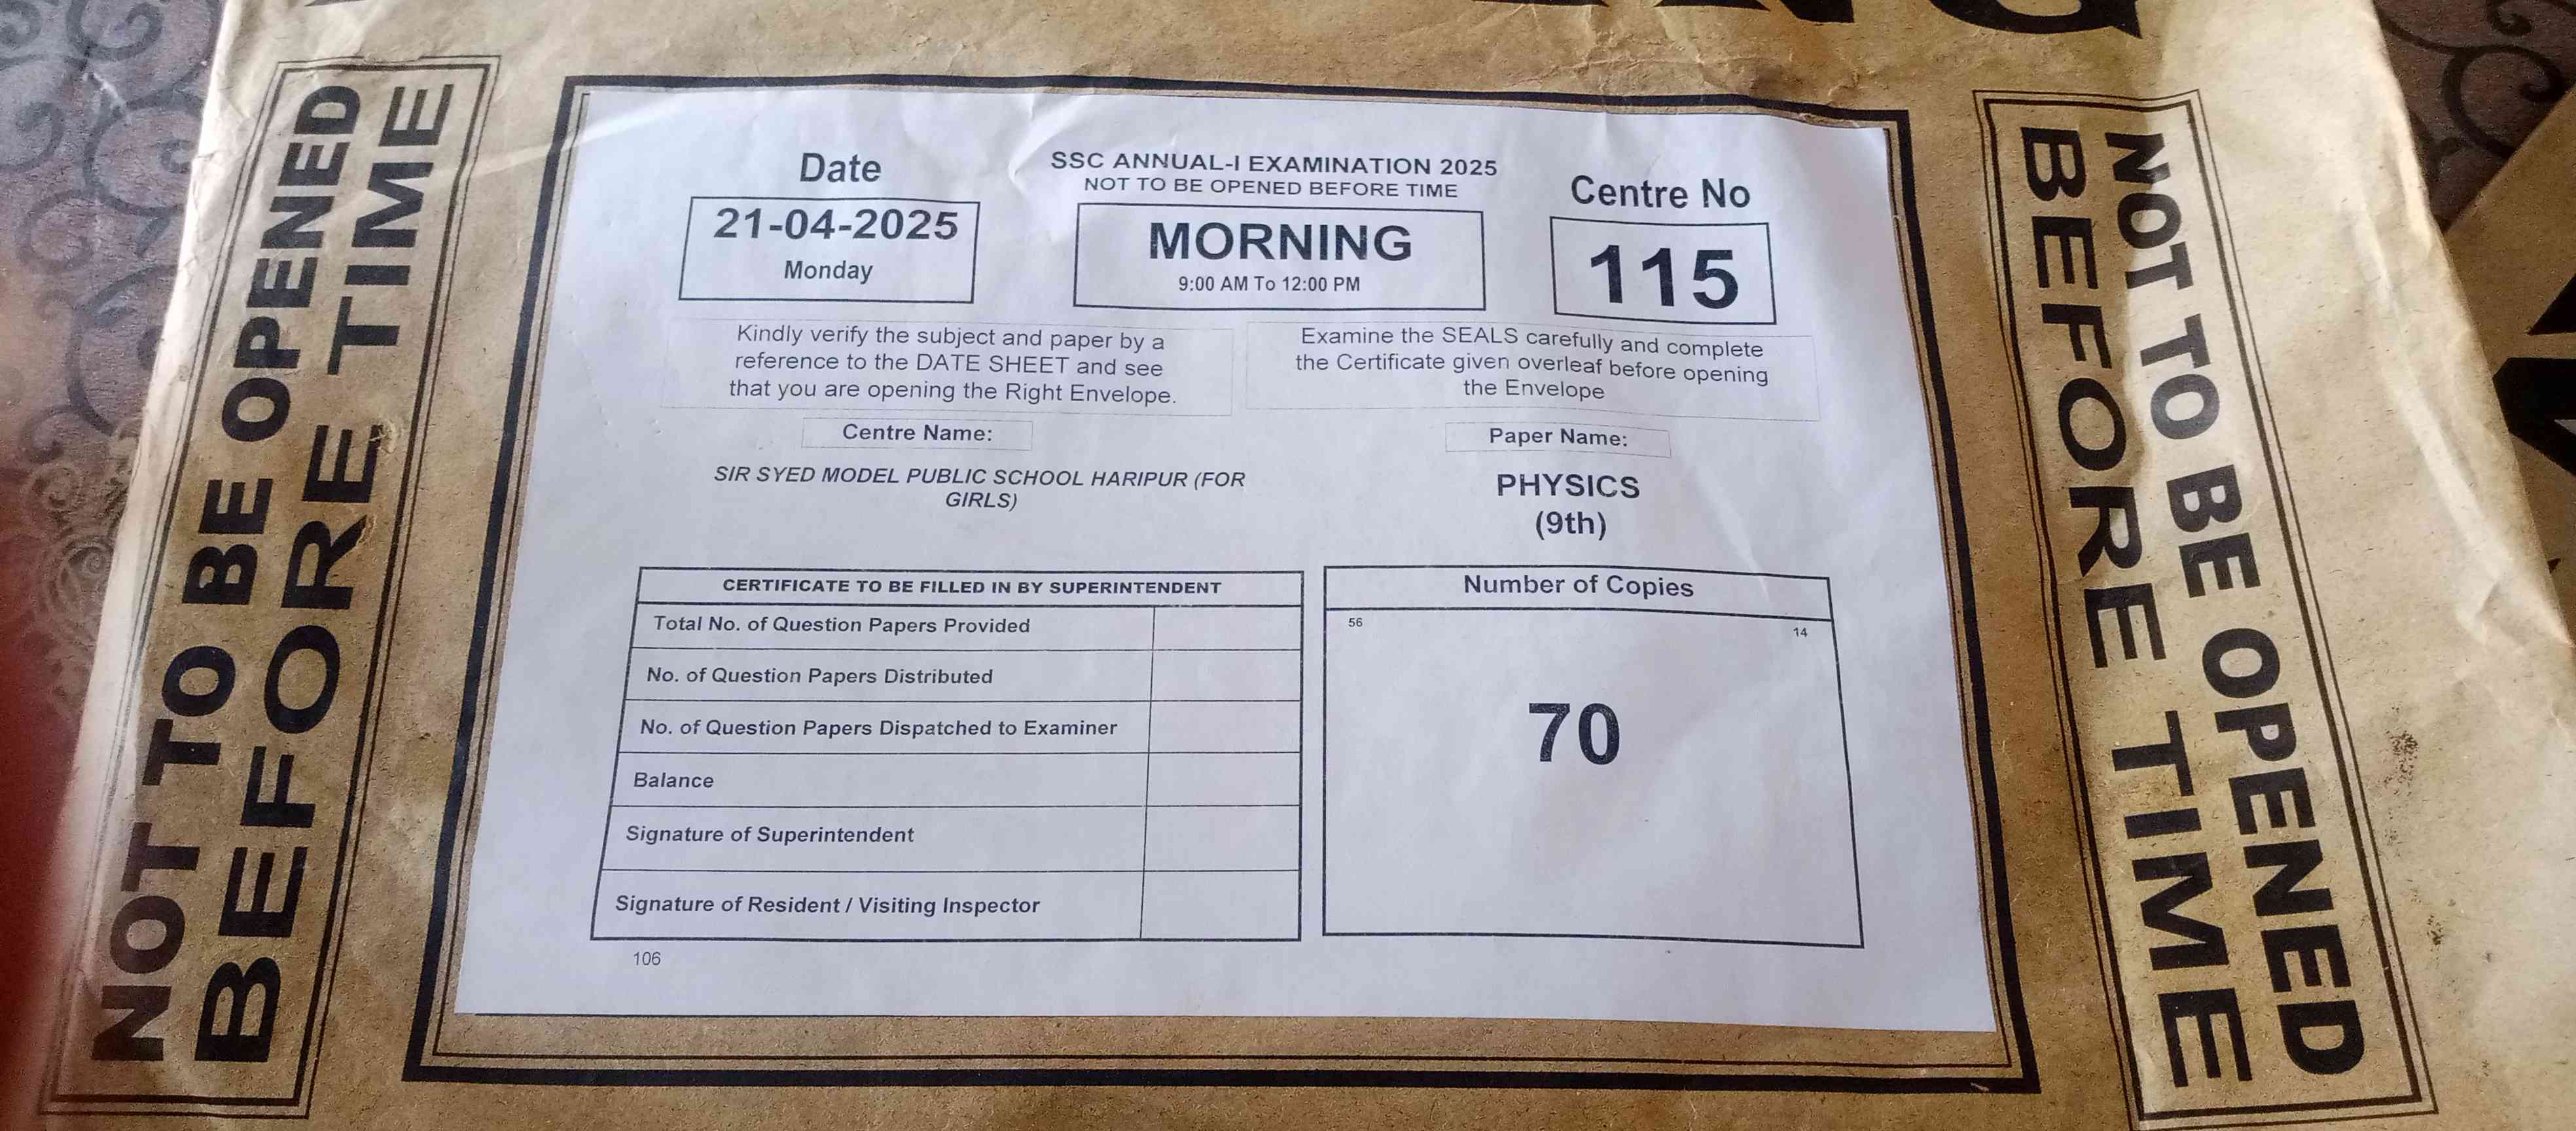 NOT TO BE OPENED
BEFORE TIME
Date
21-04-2025
Monday
SSC ANNUAL-I EXAMINATION 2025
NOT TO BE OPENED BEFORE TIME
MORNING
9:00 AM To 12:00 PM
Centre No
115
Kindly verify the subject and paper by a
reference to the DATE SHEET and see
that you are opening the Right Envelope.
Examine the SEALS carefully and complete
the Certificate given overleaf before opening
the Envelope
Centre Name:
SIR SYED MODEL PUBLIC SCHOOL HARIPUR (FOR
GIRLS)
Paper Name:
PHYSICS
(9th)
CERTIFICATE TO BE FILLED IN BY SUPERINTENDENT
Total No. of Question Papers Provided
No. of Question Papers Distributed
No. of Question Papers Dispatched to Examiner
Balance
Signature of Superintendent
Signature of Resident / Visiting Inspector
106
Number of Copies
56
14
70
NOT TO BE OPENED
BEFORE TIME